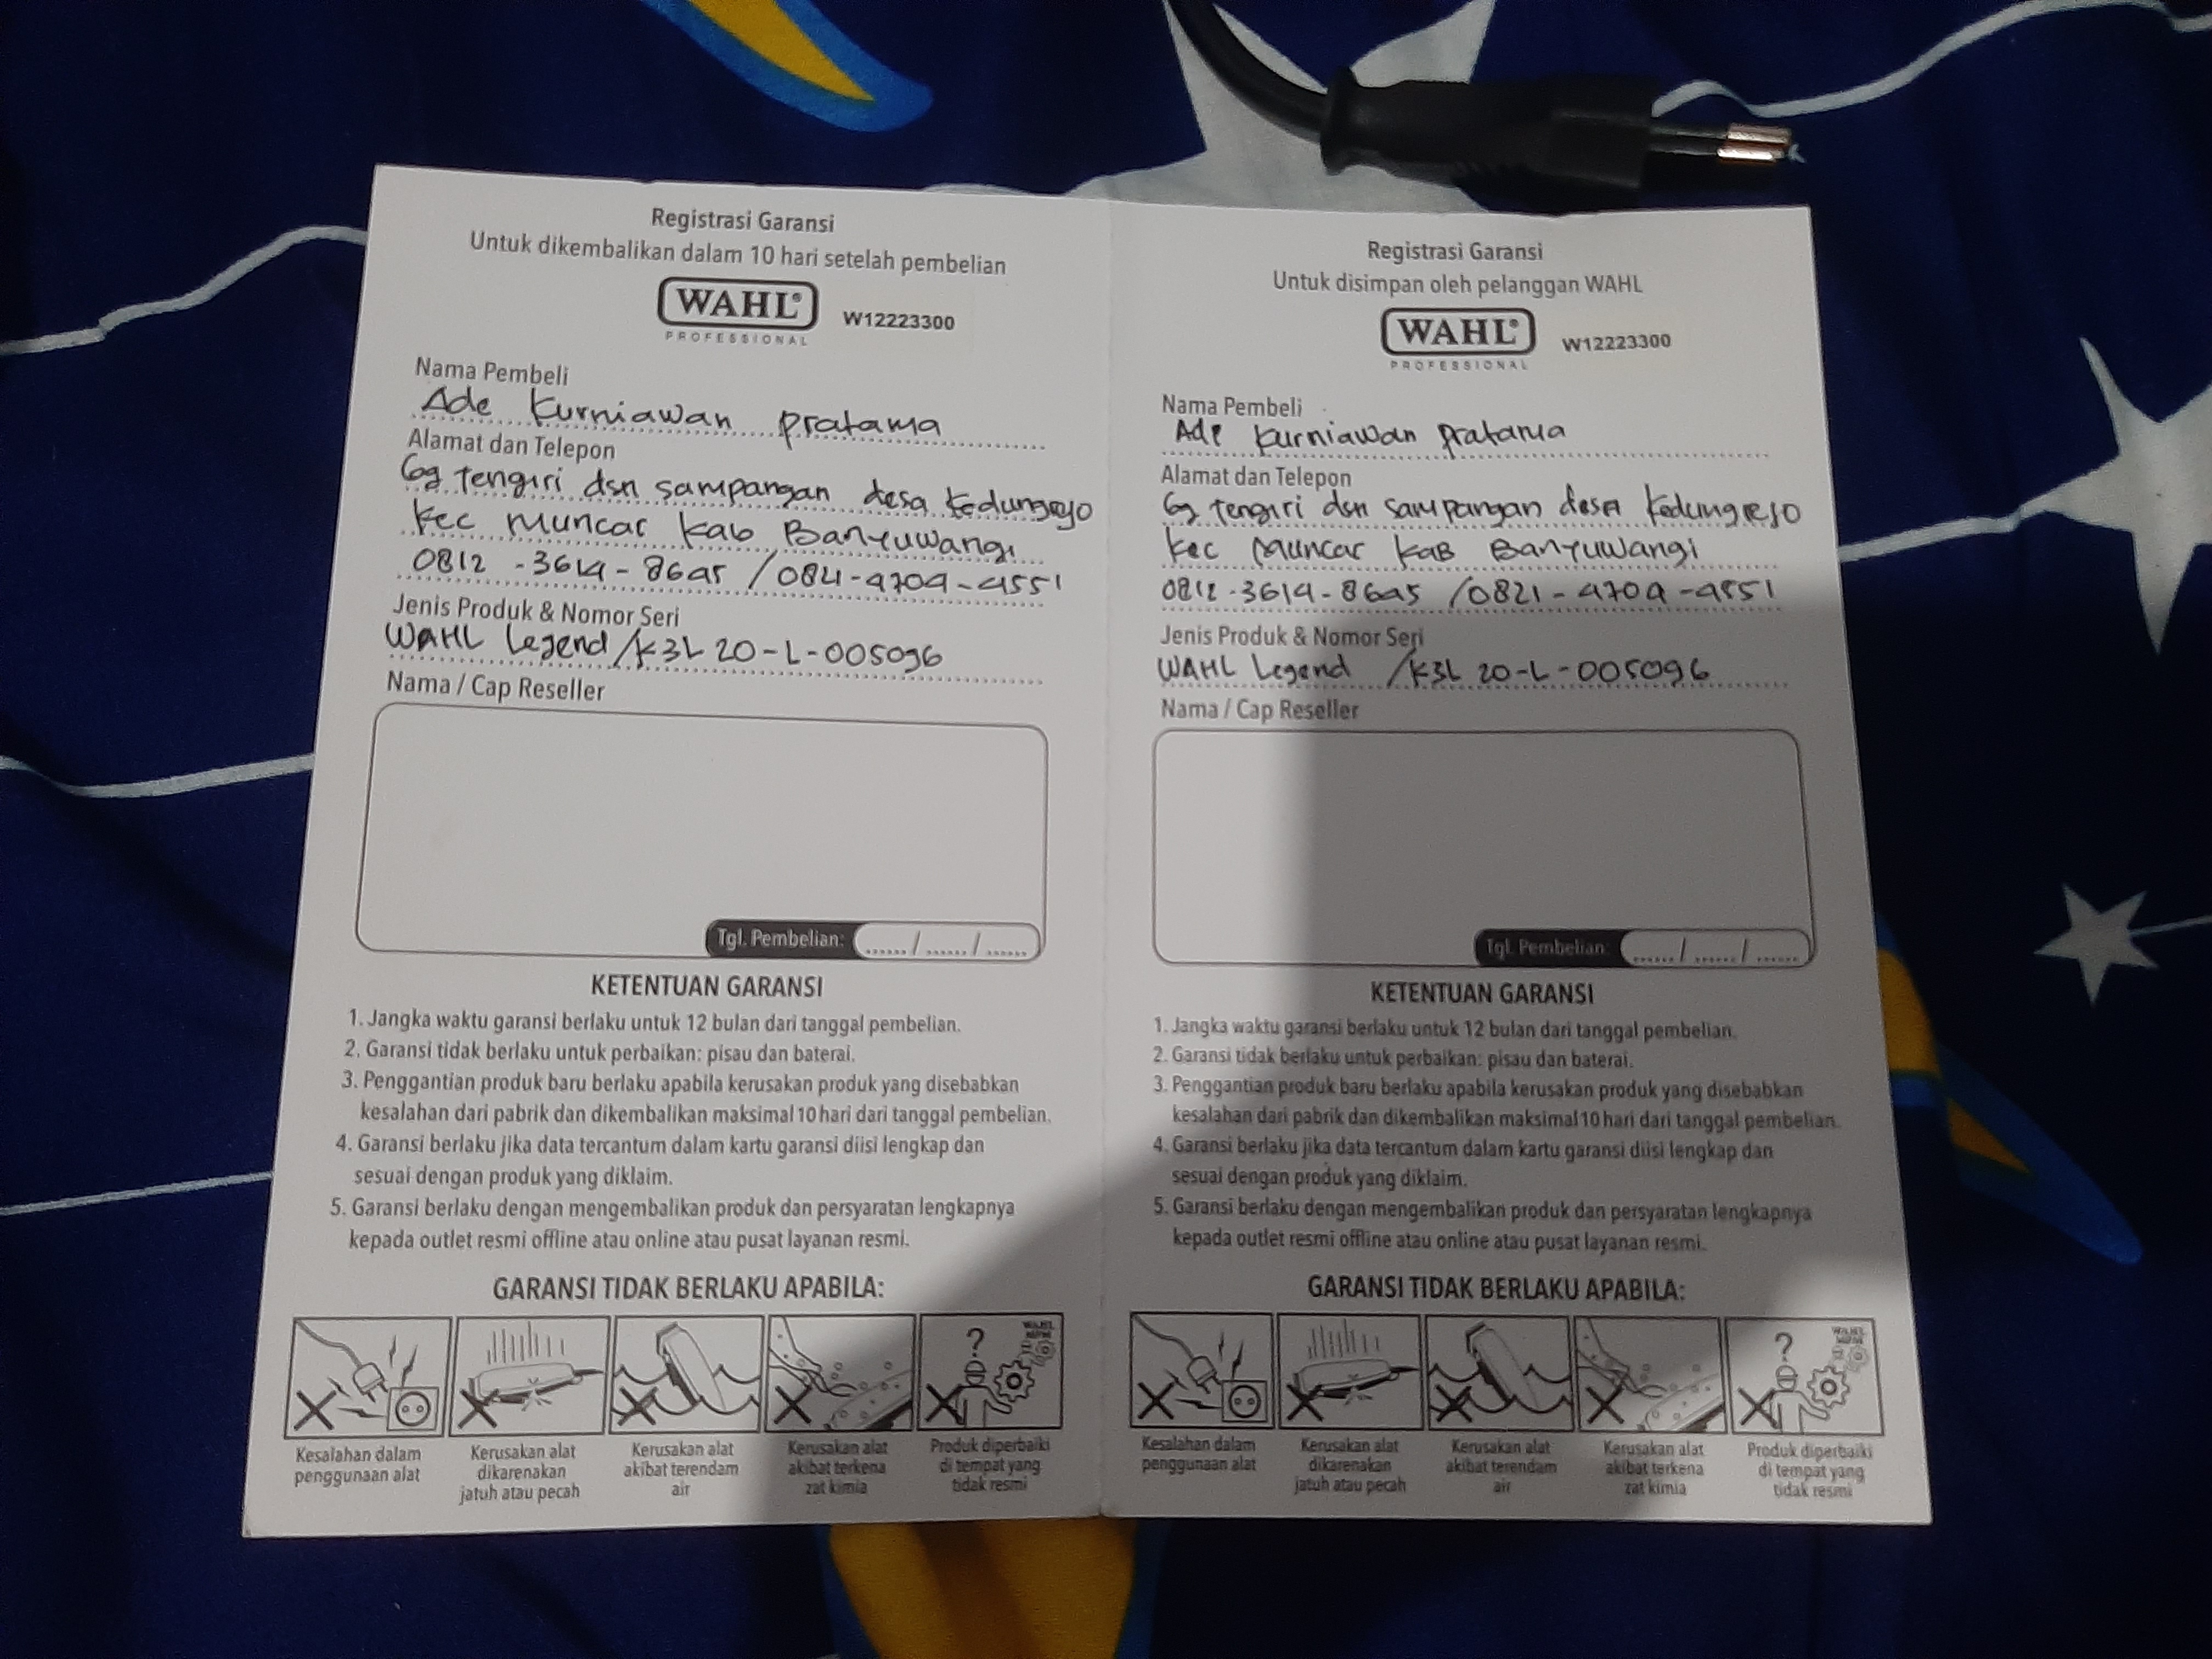 Registrasi Garansi
Untuk dikembalikan dalam 10 hari setelah pembelian
WAHL®
PROFESSIONAL
W12223300
Nama Pembeli
Ade Kurniawan Pratama
Alamat dan Telepon
Gg. Tengiri dsn sampangan desa Kedungrejo
Kec Muncar Kab Banyuwangi
Jenis Produk & Nomor Seri
WAHL Legend / K3L 20-L-005096
Nama / Cap Reseller
Tgl. Pembelian: ...... / ...... / ......
KETENTUAN GARANSI
1. Jangka waktu garansi berlaku untuk 12 bulan dari tanggal pembelian.
2. Garansi tidak berlaku untuk perbaikan: pisau dan baterai.
3. Penggantian produk baru berlaku apabila kerusakan produk yang disebabkan
kesalahan dari pabrik dan dikembalikan maksimal 10 hari dari tanggal pembelian.
4. Garansi berlaku jika data tercantum dalam kartu garansi diisi lengkap dan
sesuai dengan produk yang diklaim.
5. Garansi berlaku dengan mengembalikan produk dan persyaratan lengkapnya
kepada outlet resmi offline atau online atau pusat layanan resmi.
GARANSI TIDAK BERLAKU APABILA:
?
WAHL
Kesalahan dalam
penggunaan alat
Kerusakan alat
dikarenakan
jatuh atau pecah
Kerusakan alat
akibat terendam
air
Kerusakan alat
akibat terkena
zat kimia
Produk diperbaiki
di tempat yang
tidak resmi
Registrasi Garansi
Untuk disimpan oleh pelanggan WAHL
WAHL®
PROFESSIONAL
W12223300
Nama Pembeli
Ade Kurniawan Pratama
Alamat dan Telepon
Gg. Tengiri dsn sampangan desa Kedungrejo
Kec Muncar KaB Banyuwangi
Jenis Produk & Nomor Seri
WAHL Legend / K3L 20-L-005096
Nama / Cap Reseller
Tgl. Pembelian: ...... / ...... / ......
KETENTUAN GARANSI
1. Jangka waktu garansi berlaku untuk 12 bulan dari tanggal pembelian.
2. Garansi tidak berlaku untuk perbaikan: pisau dan baterai.
3. Penggantian produk baru berlaku apabila kerusakan produk yang disebabkan
kesalahan dari pabrik dan dikembalikan maksimal 10 hari dari tanggal pembelian.
4. Garansi berlaku jika data tercantum dalam kartu garansi diisi lengkap dan
sesuai dengan produk yang diklaim.
5. Garansi berlaku dengan mengembalikan produk dan persyaratan lengkapnya
kepada outlet resmi offline atau online atau pusat layanan resmi.
GARANSI TIDAK BERLAKU APABILA:
?
WAHL
Kesalahan dalam
penggunaan alat
Kerusakan alat
dikarenakan
jatuh atau pecah
Kerusakan alat
akibat terendam
air
Kerusakan alat
akibat terkena
zat kimia
Produk diperbaiki
di tempat yang
tidak resmi